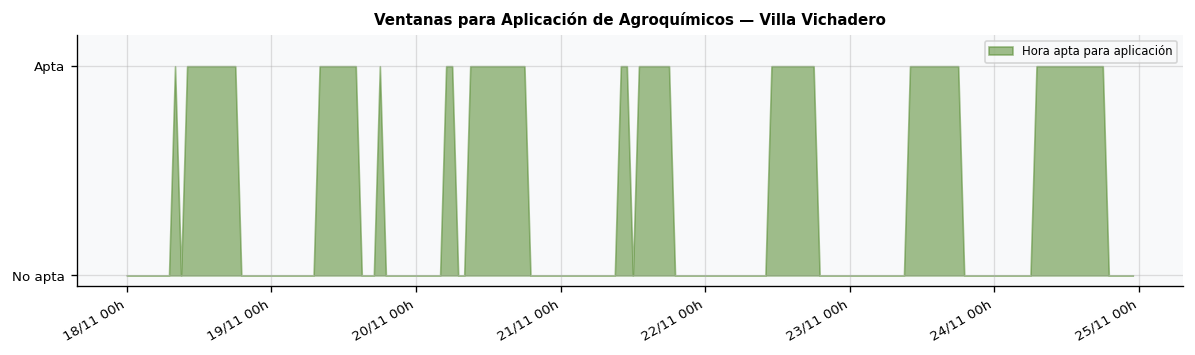 Ventanas para Aplicación de Agroquímicos — Villa Vichadero
Hora apta para aplicación
Apta
No apta
18/11 00h
19/11 00h
20/11 00h
21/11 00h
22/11 00h
23/11 00h
24/11 00h
25/11 00h